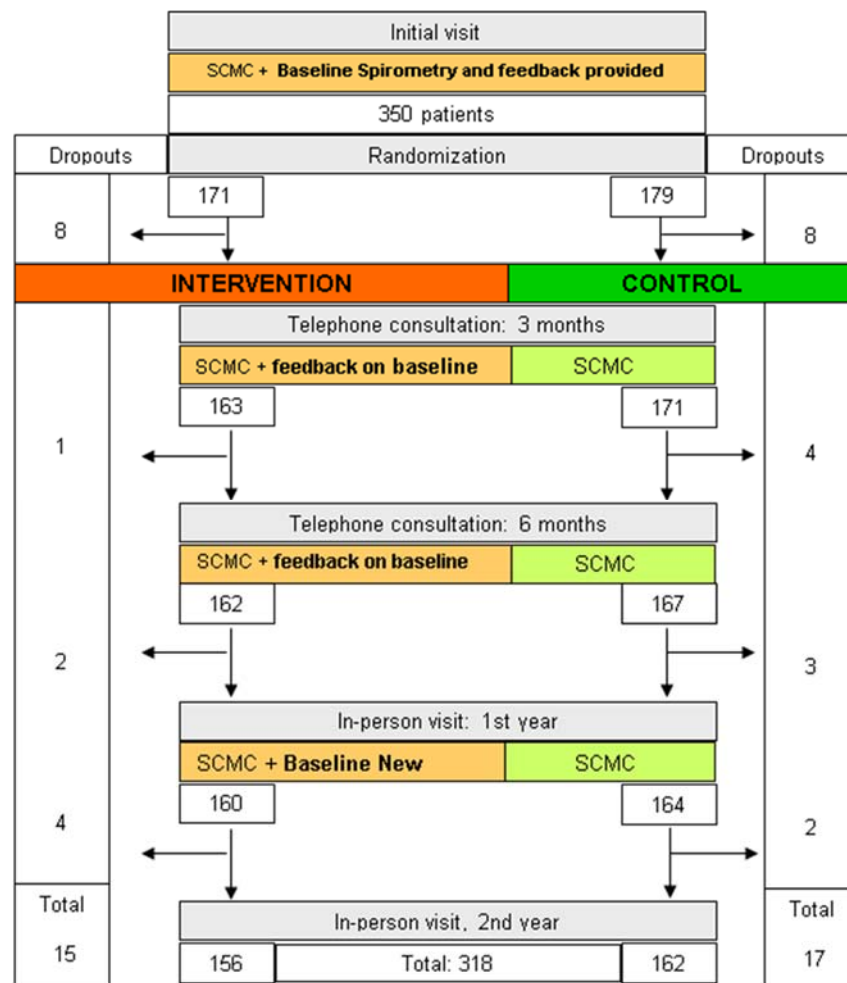 Initial visit
SCMC + Baseline Spirometry and feedback provided
350 patients
Dropouts Randomization Dropouts
171 179
8 8
INTERVENTION CONTROL
Telephone consultation: 3 months
SCMC + feedback on baseline SCMC
163 171
1 4
Telephone consultation: 6 months
SCMC + feedback on baseline SCMC
162 167
2 3
In-person visit: 1st year
SCMC + Baseline New SCMC
160 164
4 2
Total Total
In-person visit, 2nd year
15 156 Total: 318 162 17